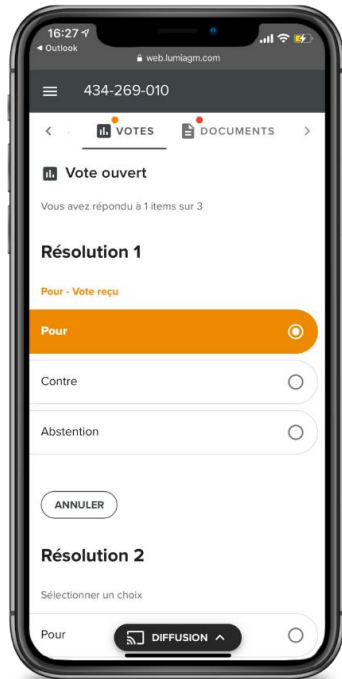 16:27
◄ Outlook
web.lumiagm.com
434-269-010
VOTES
DOCUMENTS
Vote ouvert
Vous avez répondu à 1 items sur 3
Résolution 1
Pour - Vote reçu
Pour
Contre
Abstention
ANNULER
Résolution 2
Sélectionner un choix
Pour
DIFFUSION